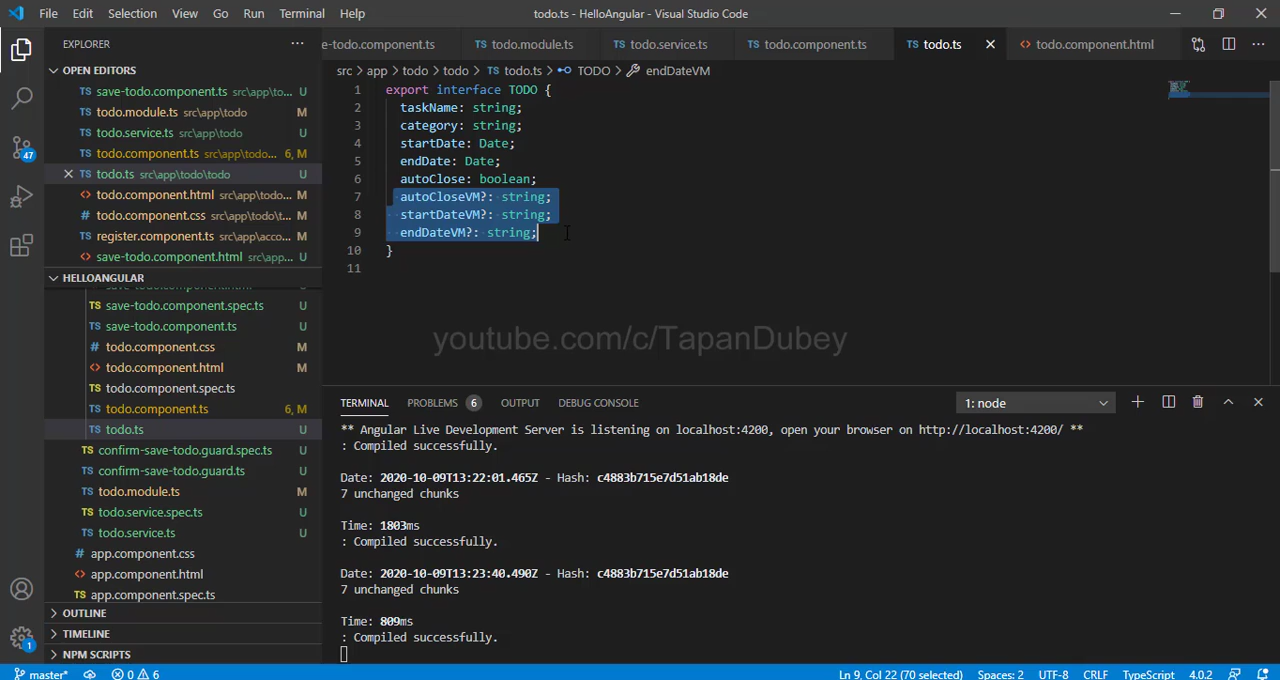 File Edit Selection View Go Run Terminal Help
todo.ts - HelloAngular - Visual Studio Code
EXPLORER
OPEN EDITORS
save-todo.component.ts src\app\to... U
todo.module.ts src\app\todo M
todo.service.ts src\app\todo U
todo.component.ts src\app\todo... 6, M
todo.ts src\app\todo\todo U
todo.component.html src\app\todo\... M
todo.component.css src\app\todo\t... M
register.component.ts src\app\acco... M
save-todo.component.html src\app... U
HELLOANGULAR
save-todo.component.spec.ts U
save-todo.component.ts U
todo.component.css M
todo.component.html M
todo.component.spec.ts
todo.component.ts 6, M
todo.ts U
confirm-save-todo.guard.spec.ts U
confirm-save-todo.guard.ts U
todo.module.ts M
todo.service.spec.ts U
todo.service.ts U
app.component.css
app.component.html
app.component.spec.ts
OUTLINE
TIMELINE
NPM SCRIPTS
47
1
e-todo.component.ts todo.module.ts todo.service.ts todo.component.ts todo.ts todo.component.html
src > app > todo > todo > TS todo.ts > TODO > endDateVM
1 export interface TODO {
2 taskName: string;
3 category: string;
4 startDate: Date;
5 endDate: Date;
6 autoClose: boolean;
7 autoCloseVM?: string;
8 startDateVM?: string;
9 endDateVM?: string;
10 }
11
youtube.com/c/TapanDubey
TERMINAL PROBLEMS 6 OUTPUT DEBUG CONSOLE 1: node
** Angular Live Development Server is listening on localhost:4200, open your browser on http://localhost:4200/ **
: Compiled successfully.
Date: 2020-10-09T13:22:01.465Z - Hash: c4883b715e7d51ab18de
7 unchanged chunks
Time: 1803ms
: Compiled successfully.
Date: 2020-10-09T13:23:40.490Z - Hash: c4883b715e7d51ab18de
7 unchanged chunks
Time: 809ms
: Compiled successfully.
master* 0 6 Ln 9, Col 22 (70 selected) Spaces: 2 UTF-8 CRLF TypeScript 4.0.2